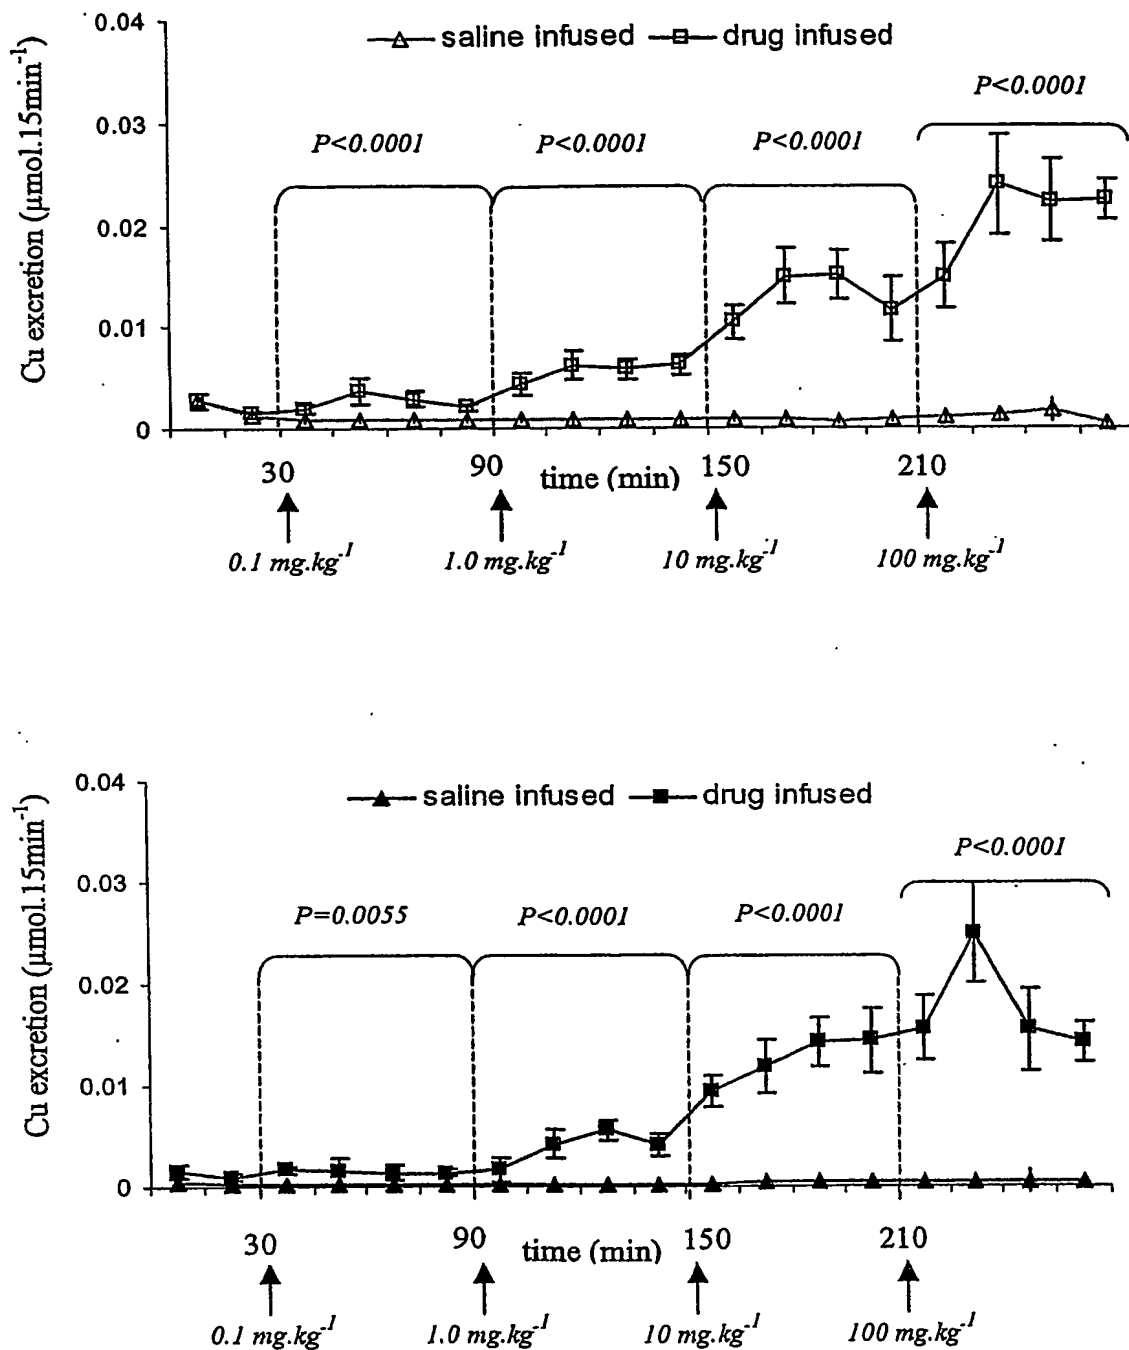 saline infused drug infused
Cu excretion (μmol.15min⁻¹)
0.04
0.03
0.02
0.01
0
P<0.0001 P<0.0001 P<0.0001 P<0.0001
30 90 time (min) 150 210
0.1 mg.kg⁻¹ 1.0 mg.kg⁻¹ 10 mg.kg⁻¹ 100 mg.kg⁻¹
saline infused drug infused
Cu excretion (μmol.15min⁻¹)
0.04
0.03
0.02
0.01
0
P=0.0055 P<0.0001 P<0.0001 P<0.0001
30 90 time (min) 150 210
0.1 mg.kg⁻¹ 1.0 mg.kg⁻¹ 10 mg.kg⁻¹ 100 mg.kg⁻¹